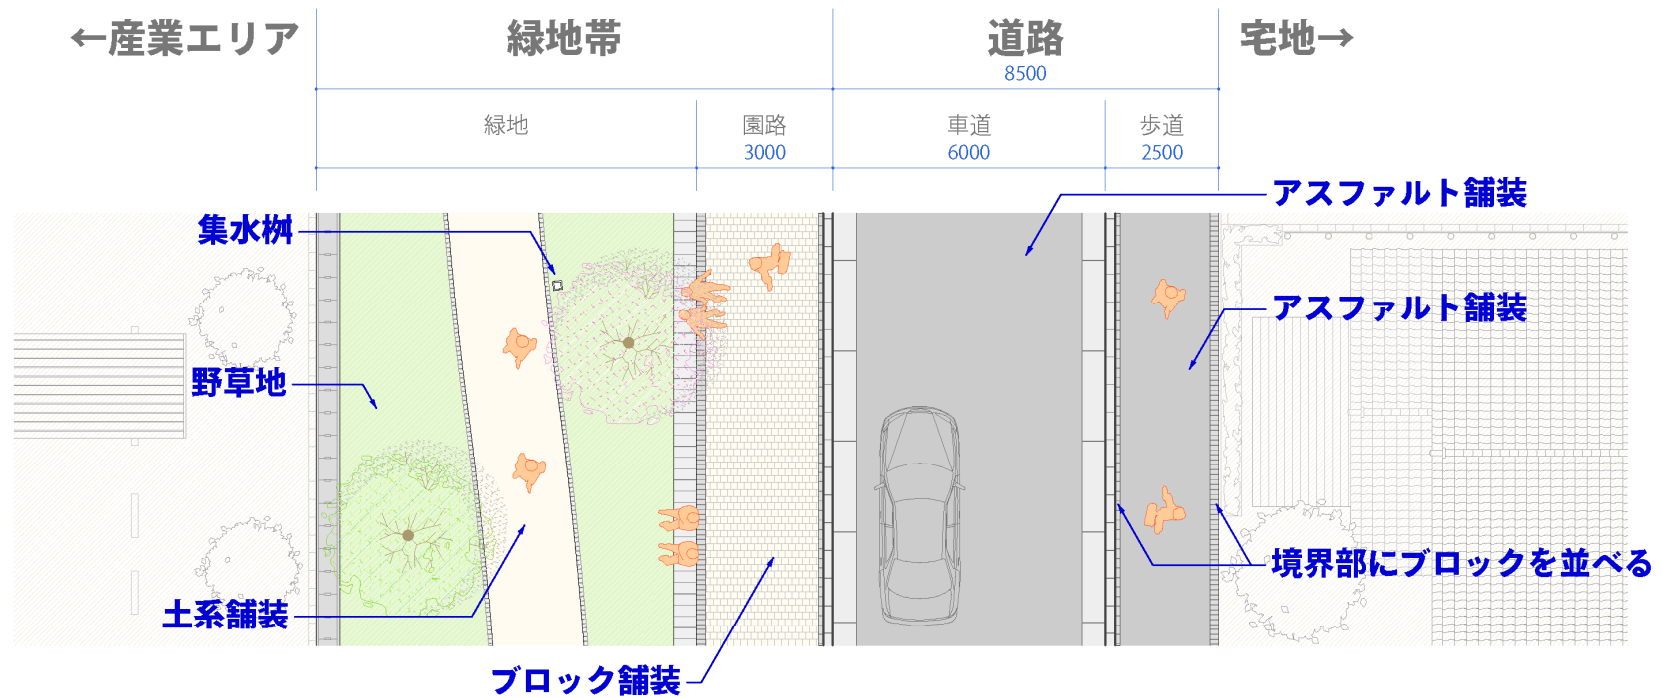 ←産業エリア
緑地帯
道路
宅地→
8500
緑地
園路
車道
歩道
3000
6000
2500
アスファルト舗装
集水桝
アスファルト舗装
野草地
境界部にブロックを並べる
土系舗装
ブロック舗装